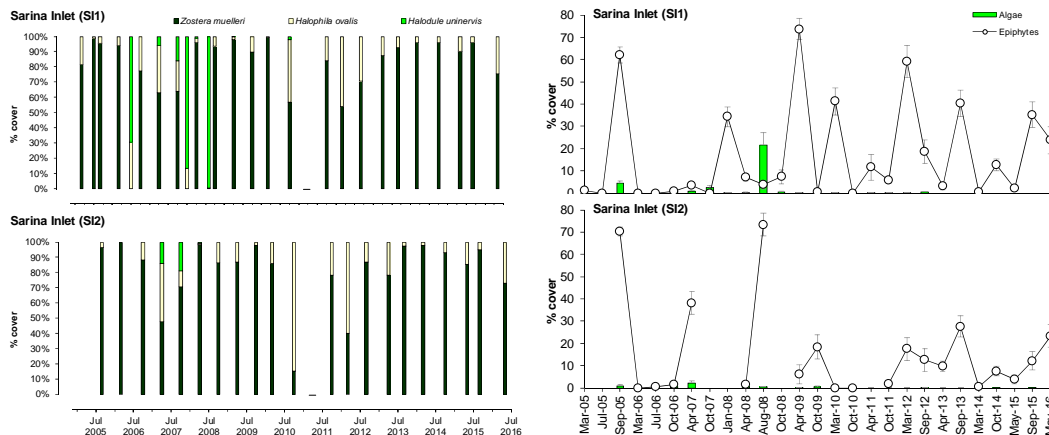 Sarina Inlet (SI1)
Zostera muelleri Halophila ovalis Halodule uninervis
% cover
100%
90%
80%
70%
60%
50%
40%
30%
20%
10%
0%
Sarina Inlet (SI2)
% cover
100%
90%
80%
70%
60%
50%
40%
30%
20%
10%
0%
Jul Jul Jul Jul Jul Jul Jul Jul Jul Jul Jul Jul
2005 2006 2007 2008 2009 2010 2011 2012 2013 2014 2015 2016
Sarina Inlet (SI1)
Algae
Epiphytes
% cover
80
70
60
50
40
30
20
10
0
Sarina Inlet (SI2)
% cover
80
70
60
50
40
30
20
10
0
Mar-05 Jul-05 Sep-05 Mar-06 Jul-06 Oct-06 Apr-07 Oct-07 Jan-08 Apr-08 Aug-08 Oct-08 Apr-09 Oct-09 Mar-10 Oct-10 Apr-11 Oct-11 Mar-12 Sep-12 Apr-13 Sep-13 Mar-14 Oct-14 May-15 Sep-15